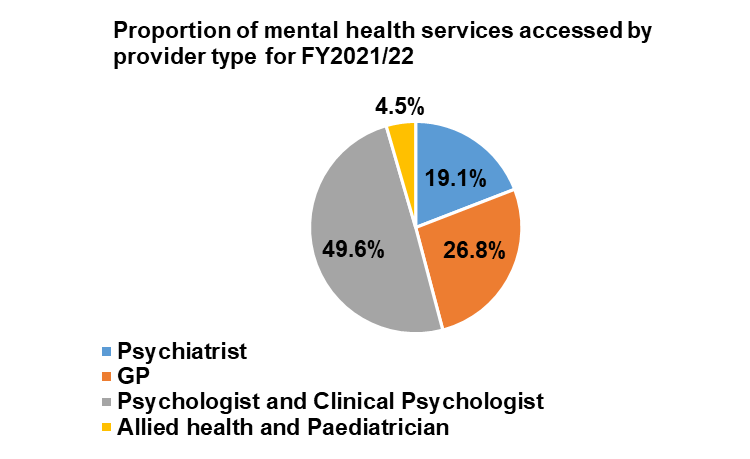 Proportion of mental health services accessed by
provider type for FY2021/22
4.5%
19.1%
49.6%
26.8%
Psychiatrist
GP
Psychologist and Clinical Psychologist
Allied health and Paediatrician